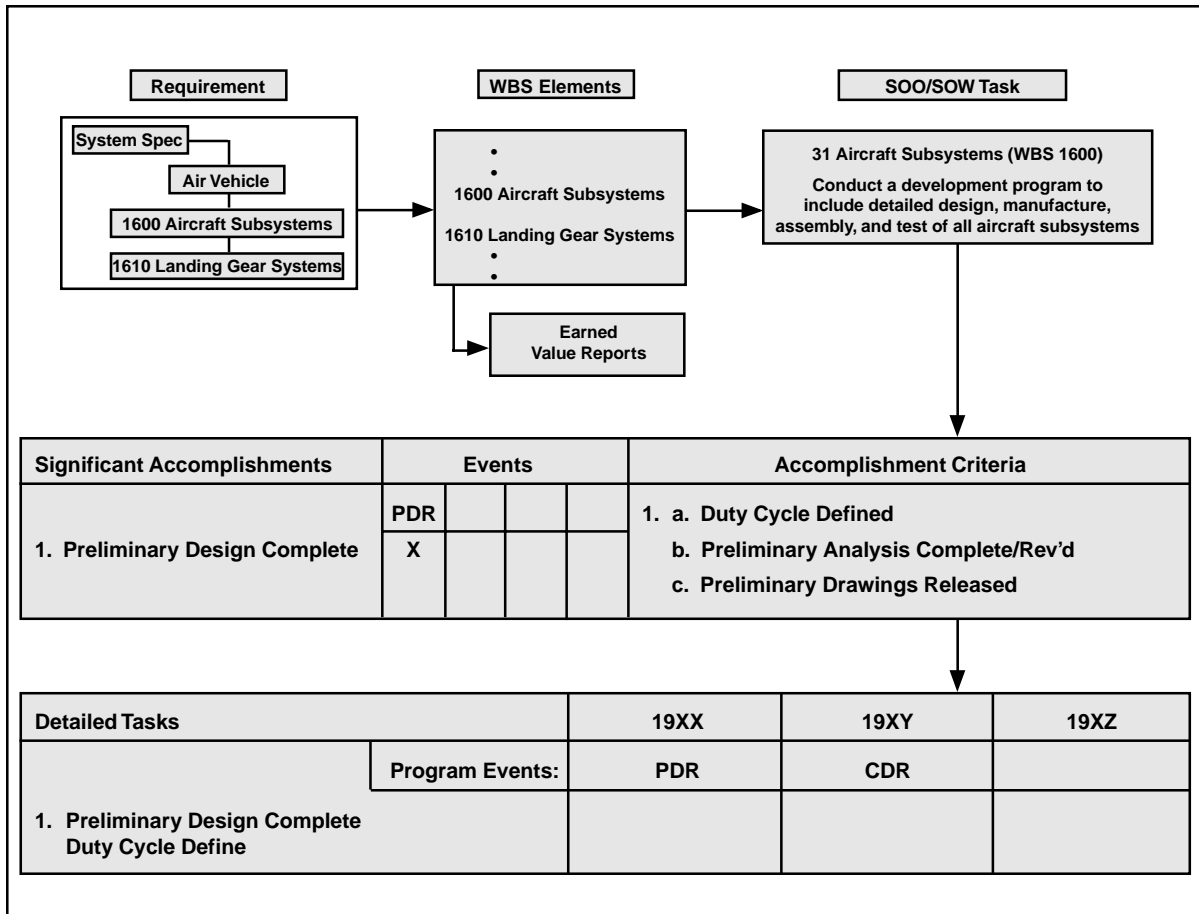 Requirement
WBS Elements
SOO/SOW Task
System Spec
Air Vehicle
1600 Aircraft Subsystems
1610 Landing Gear Systems
•
•
1600 Aircraft Subsystems
1610 Landing Gear Systems
•
•
31 Aircraft Subsystems (WBS 1600)
Conduct a development program to
include detailed design, manufacture,
assembly, and test of all aircraft subsystems
Earned
Value Reports
Significant Accomplishments
Events
Accomplishment Criteria
PDR
1. Preliminary Design Complete
X
1. a. Duty Cycle Defined
b. Preliminary Analysis Complete/Rev’d
c. Preliminary Drawings Released
Detailed Tasks
19XX
19XY
19XZ
Program Events:
PDR
CDR
1. Preliminary Design Complete
Duty Cycle Define